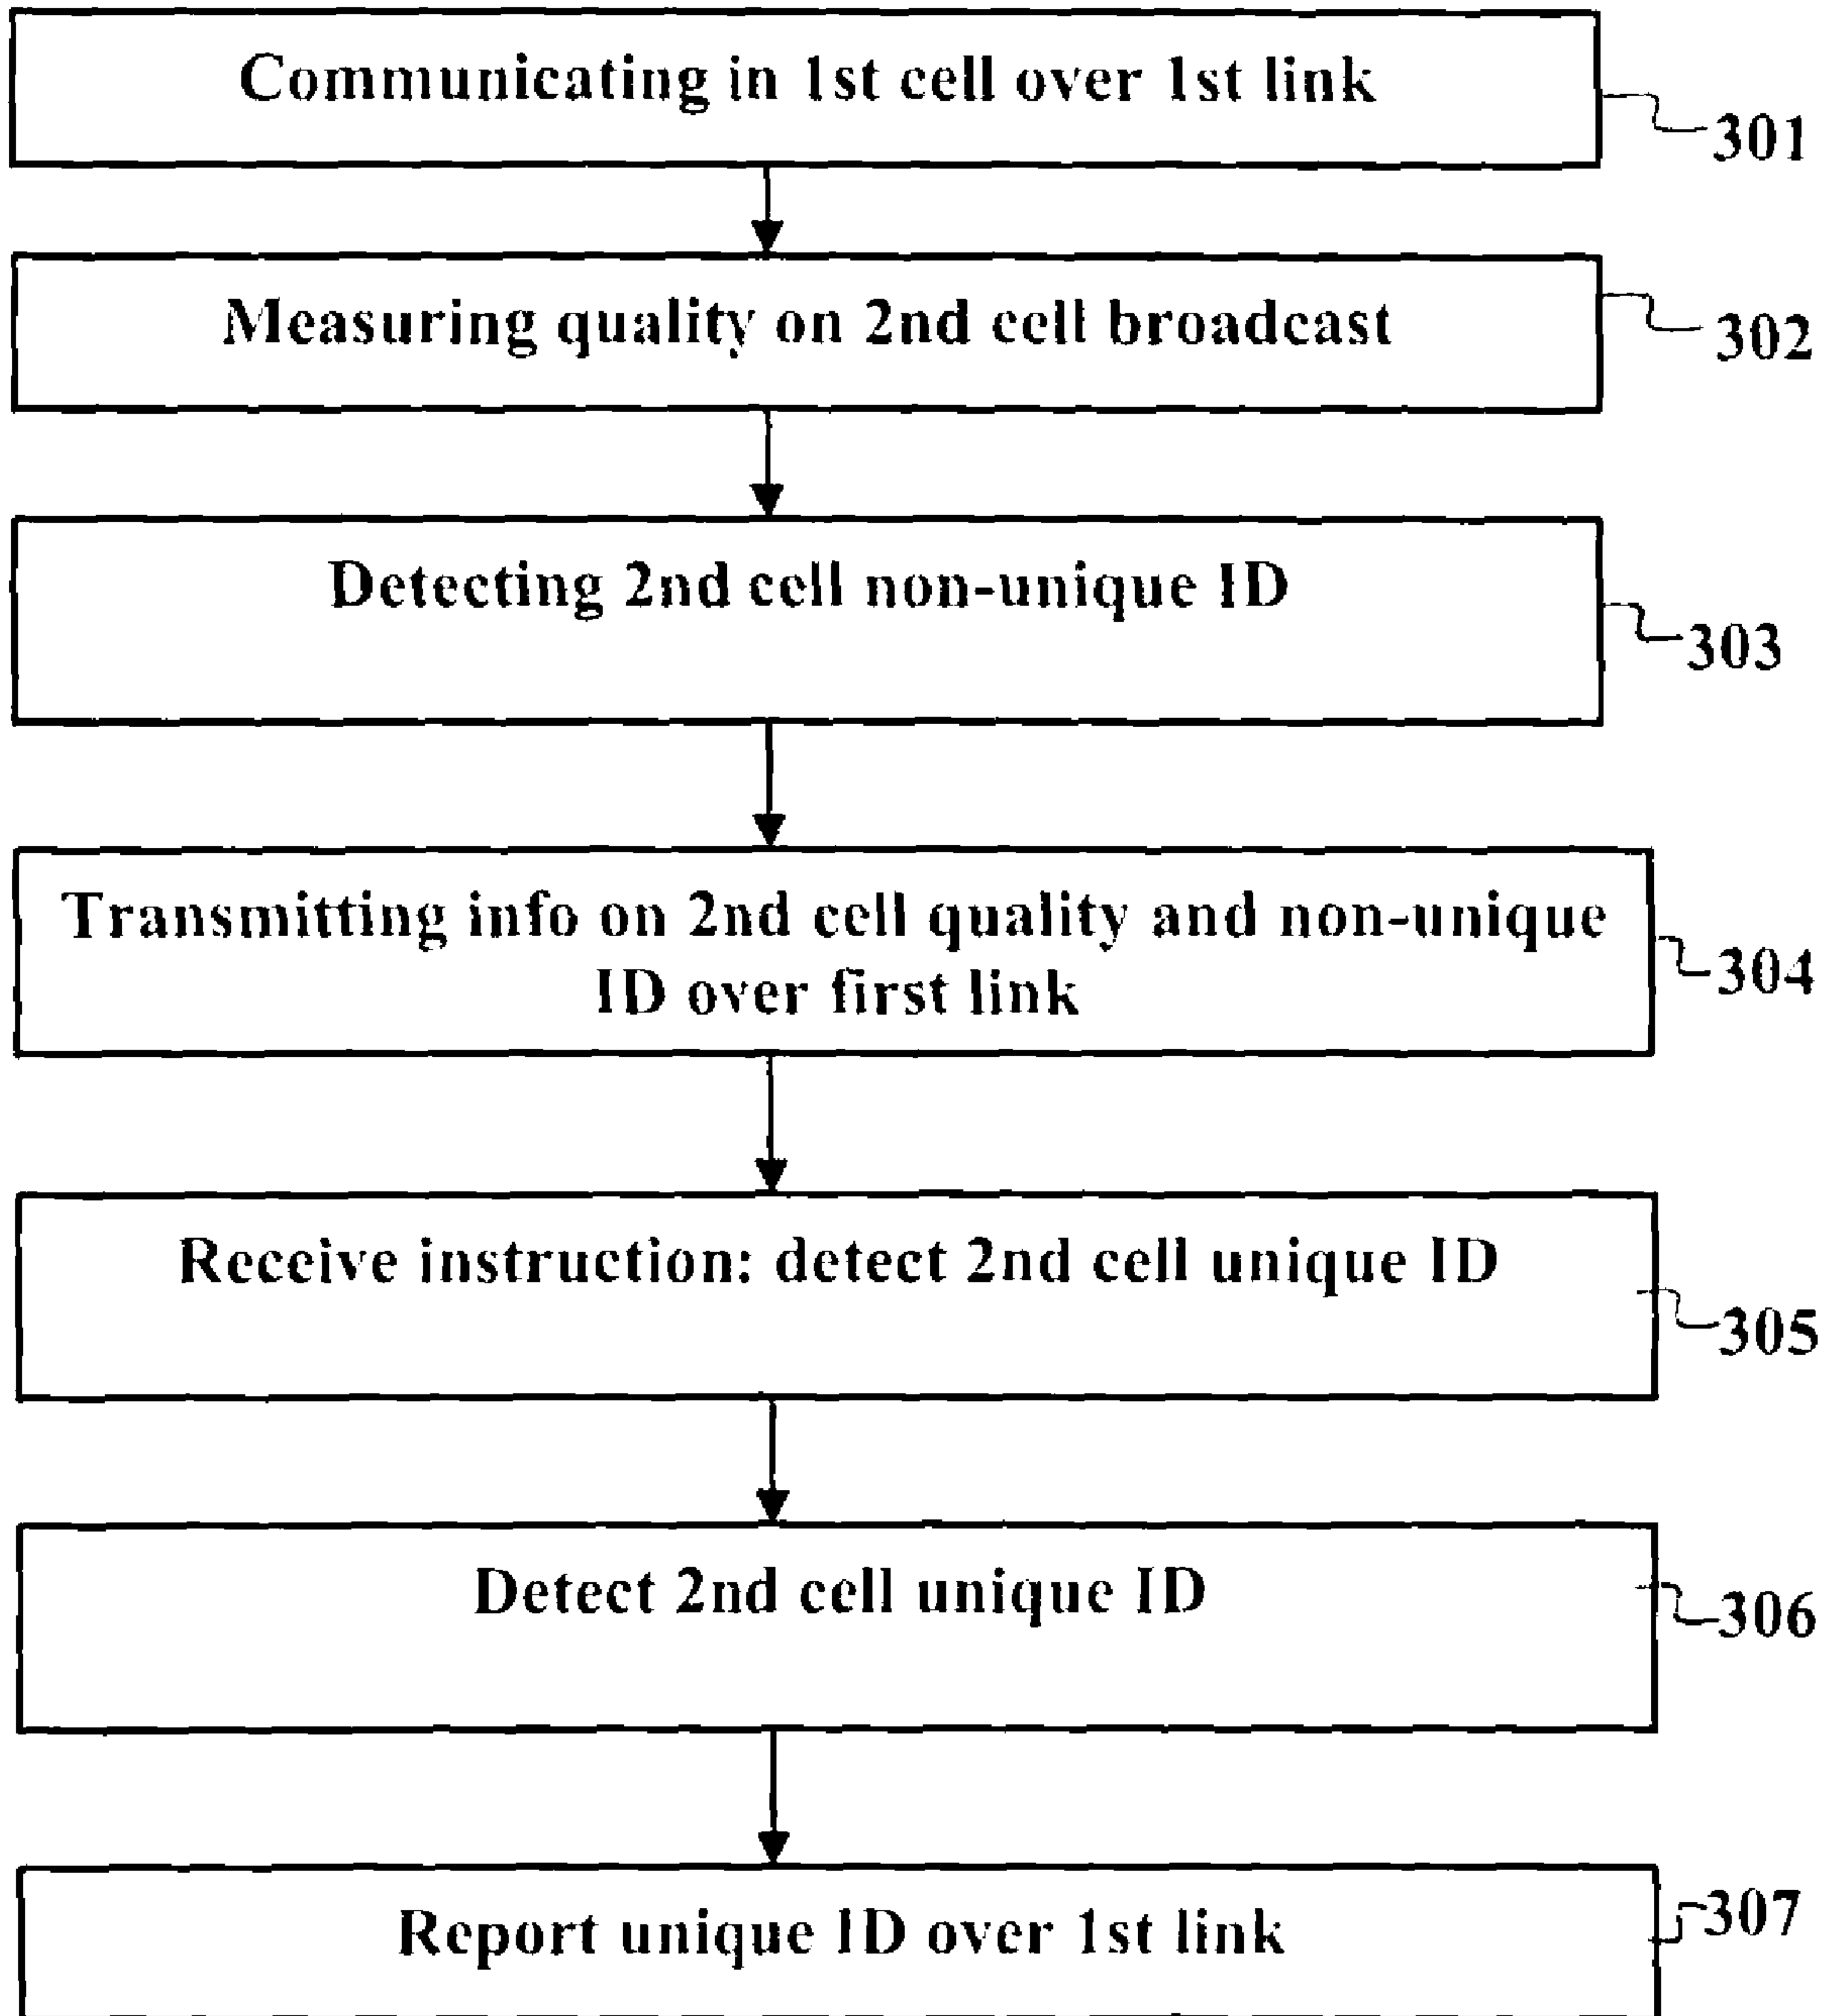 Communicating in 1st cell over 1st link
301
Measuring quality on 2nd cell broadcast
302
Detecting 2nd cell non-unique ID
303
Transmitting info on 2nd cell quality and non-unique
ID over first link
304
Receive instruction: detect 2nd cell unique ID
305
Detect 2nd cell unique ID
306
Report unique ID over 1st link
307